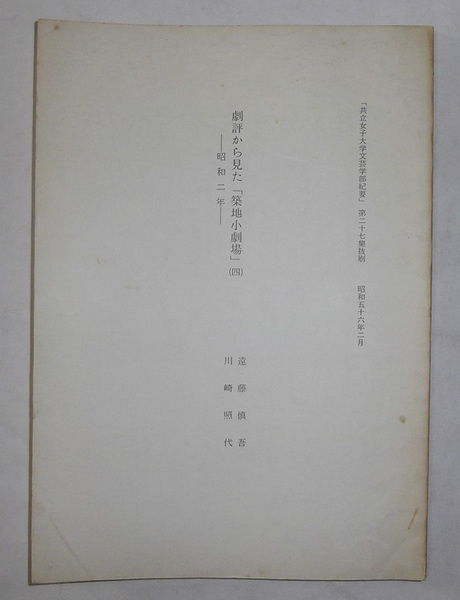 「共立女子大学文芸学部紀要」 第二十七集抜刷 昭和五十六年二月
劇評から見た「築地小劇場」(四)
――昭和二年――
遠藤慎吾
川崎照代